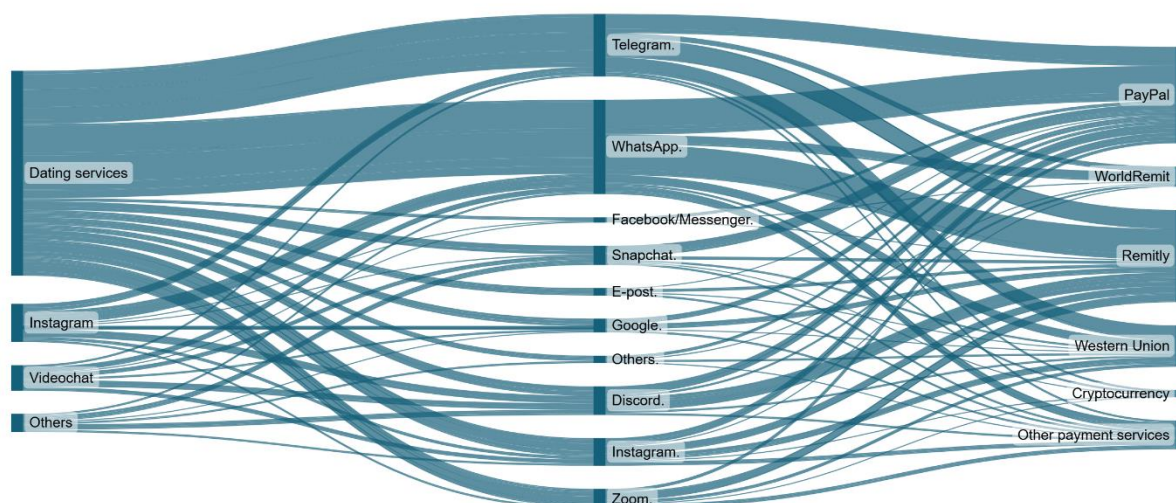 Dating services
Instagram
Videochat
Others
Telegram.
WhatsApp.
Facebook/Messenger.
Snapchat.
E-post.
Google.
Others.
Discord.
Instagram.
Zoom.
PayPal
WorldRemit
Remitly
Western Union
Cryptocurrency
Other payment services